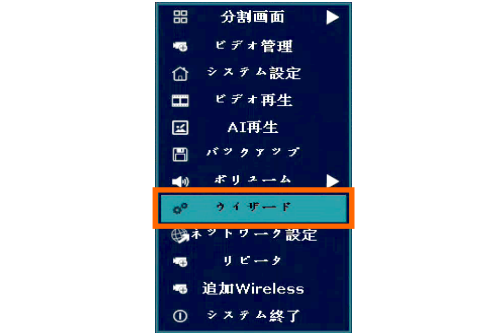 分割画面
ビデオ管理
システム設定
ビデオ再生
AI再生
バックアップ
ボリューム
ウイザード
ネットワーク設定
リピータ
追加Wireless
システム終了